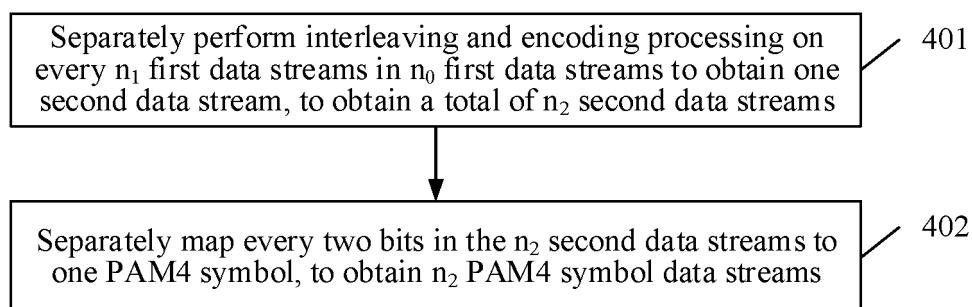 Separately perform interleaving and encoding processing on
every n₁ first data streams in n₀ first data streams to obtain one
second data stream, to obtain a total of n₂ second data streams
401
Separately map every two bits in the n₂ second data streams to
one PAM4 symbol, to obtain n₂ PAM4 symbol data streams
402